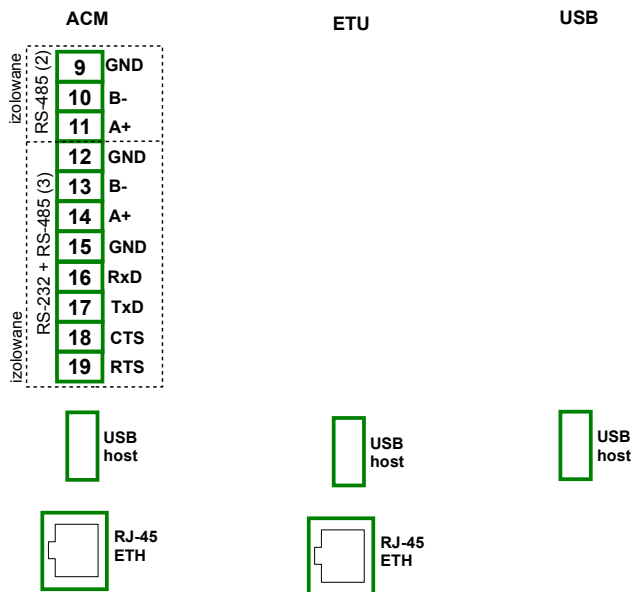 ACM
ETU
USB
izolowane
RS-485 (2)
9 GND
10 B-
11 A+
izolowane
RS-232 + RS-485 (3)
12 GND
13 B-
14 A+
15 GND
16 RxD
17 TxD
18 CTS
19 RTS
USB
host
USB
host
USB
host
RJ-45
ETH
RJ-45
ETH